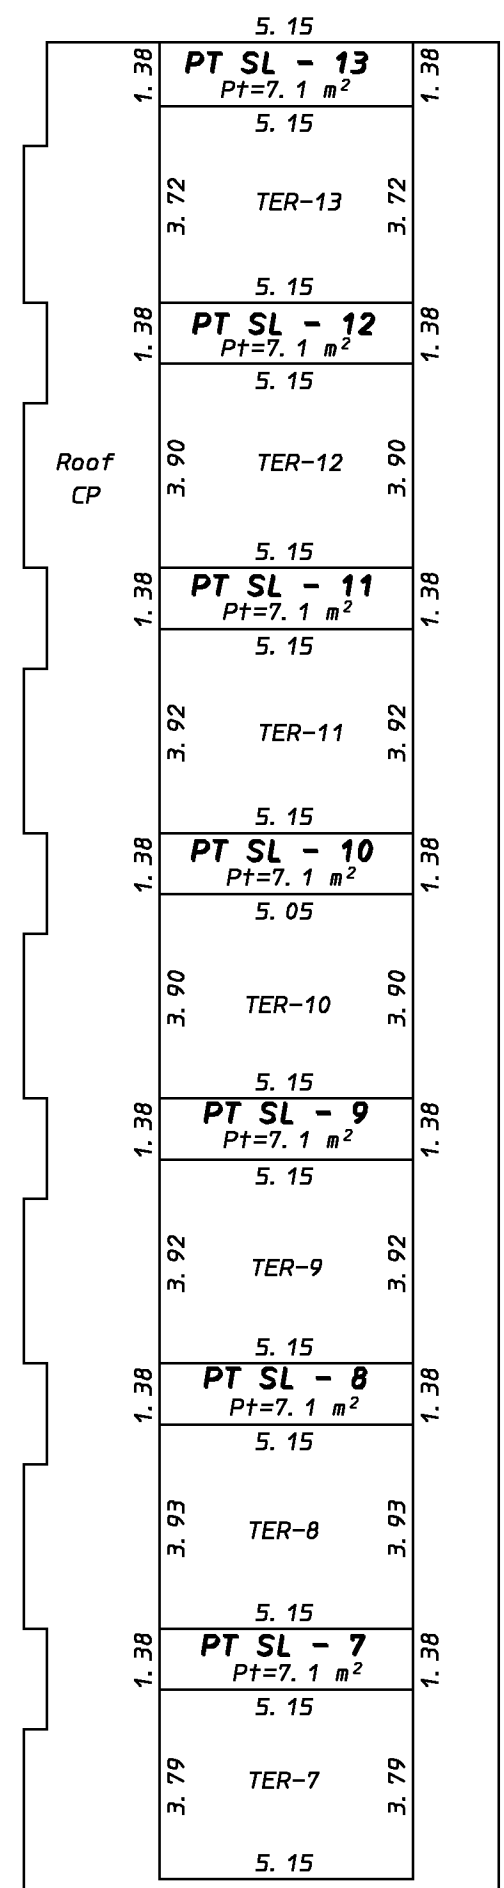 5.15
1.38
PT SL - 13
1.38
Pt=7.1 m²
5.15
3.72
TER-13
3.72
5.15
1.38
PT SL - 12
1.38
Pt=7.1 m²
5.15
Roof
CP
3.90
TER-12
3.90
5.15
1.38
PT SL - 11
1.38
Pt=7.1 m²
5.15
3.92
TER-11
3.92
5.15
1.38
PT SL - 10
1.38
Pt=7.1 m²
5.05
3.90
TER-10
3.90
5.15
1.38
PT SL - 9
1.38
Pt=7.1 m²
5.15
3.92
TER-9
3.92
5.15
1.38
PT SL - 8
1.38
Pt=7.1 m²
5.15
3.93
TER-8
3.93
5.15
1.38
PT SL - 7
1.38
Pt=7.1 m²
5.15
3.79
TER-7
3.79
5.15